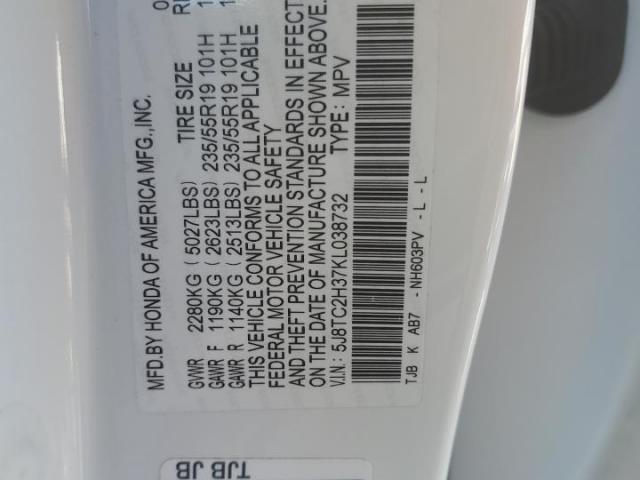 MFD.BY HONDA OF AMERICA MFG.,INC.
TIRE SIZE
GVWR 2280KG (5027LBS)
GAWR F 1190KG (2623LBS) 235/55R19 101H
GAWR R 1140KG (2513LBS) 235/55R19 101H
THIS VEHICLE CONFORMS TO ALL APPLICABLE
FEDERAL MOTOR VEHICLE SAFETY
AND THEFT PREVENTION STANDARDS IN EFFECT
ON THE DATE OF MANUFACTURE SHOWN ABOVE.
V.I.N.: 5J8TC2H37KL038732 TYPE: MPV
TJB K AB7 - NH603PV - L - L
TJB
JB